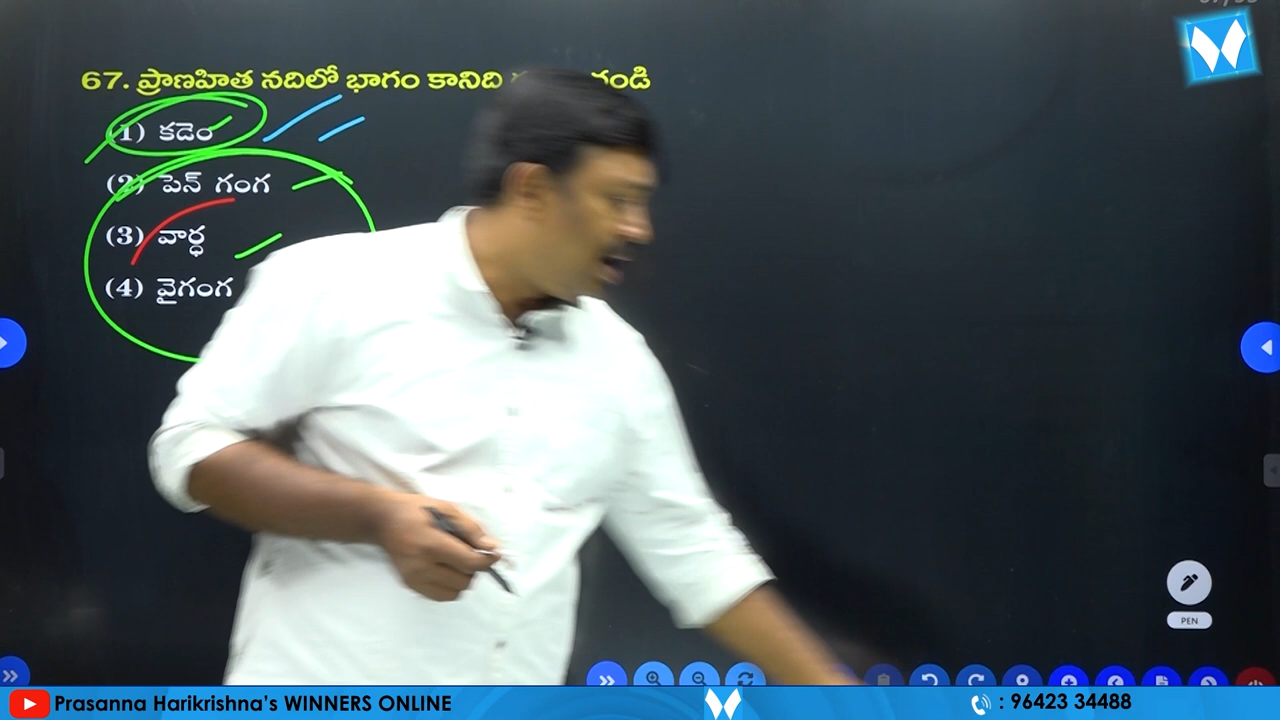 67. ప్రాణహిత నదిలో భాగం కానిది
(1) కడెం
(2) పెన్ గంగ
(3) వార్ధ
(4) వైగంగ
PEN
Prasanna Harikrishna's WINNERS ONLINE
: 96423 34488